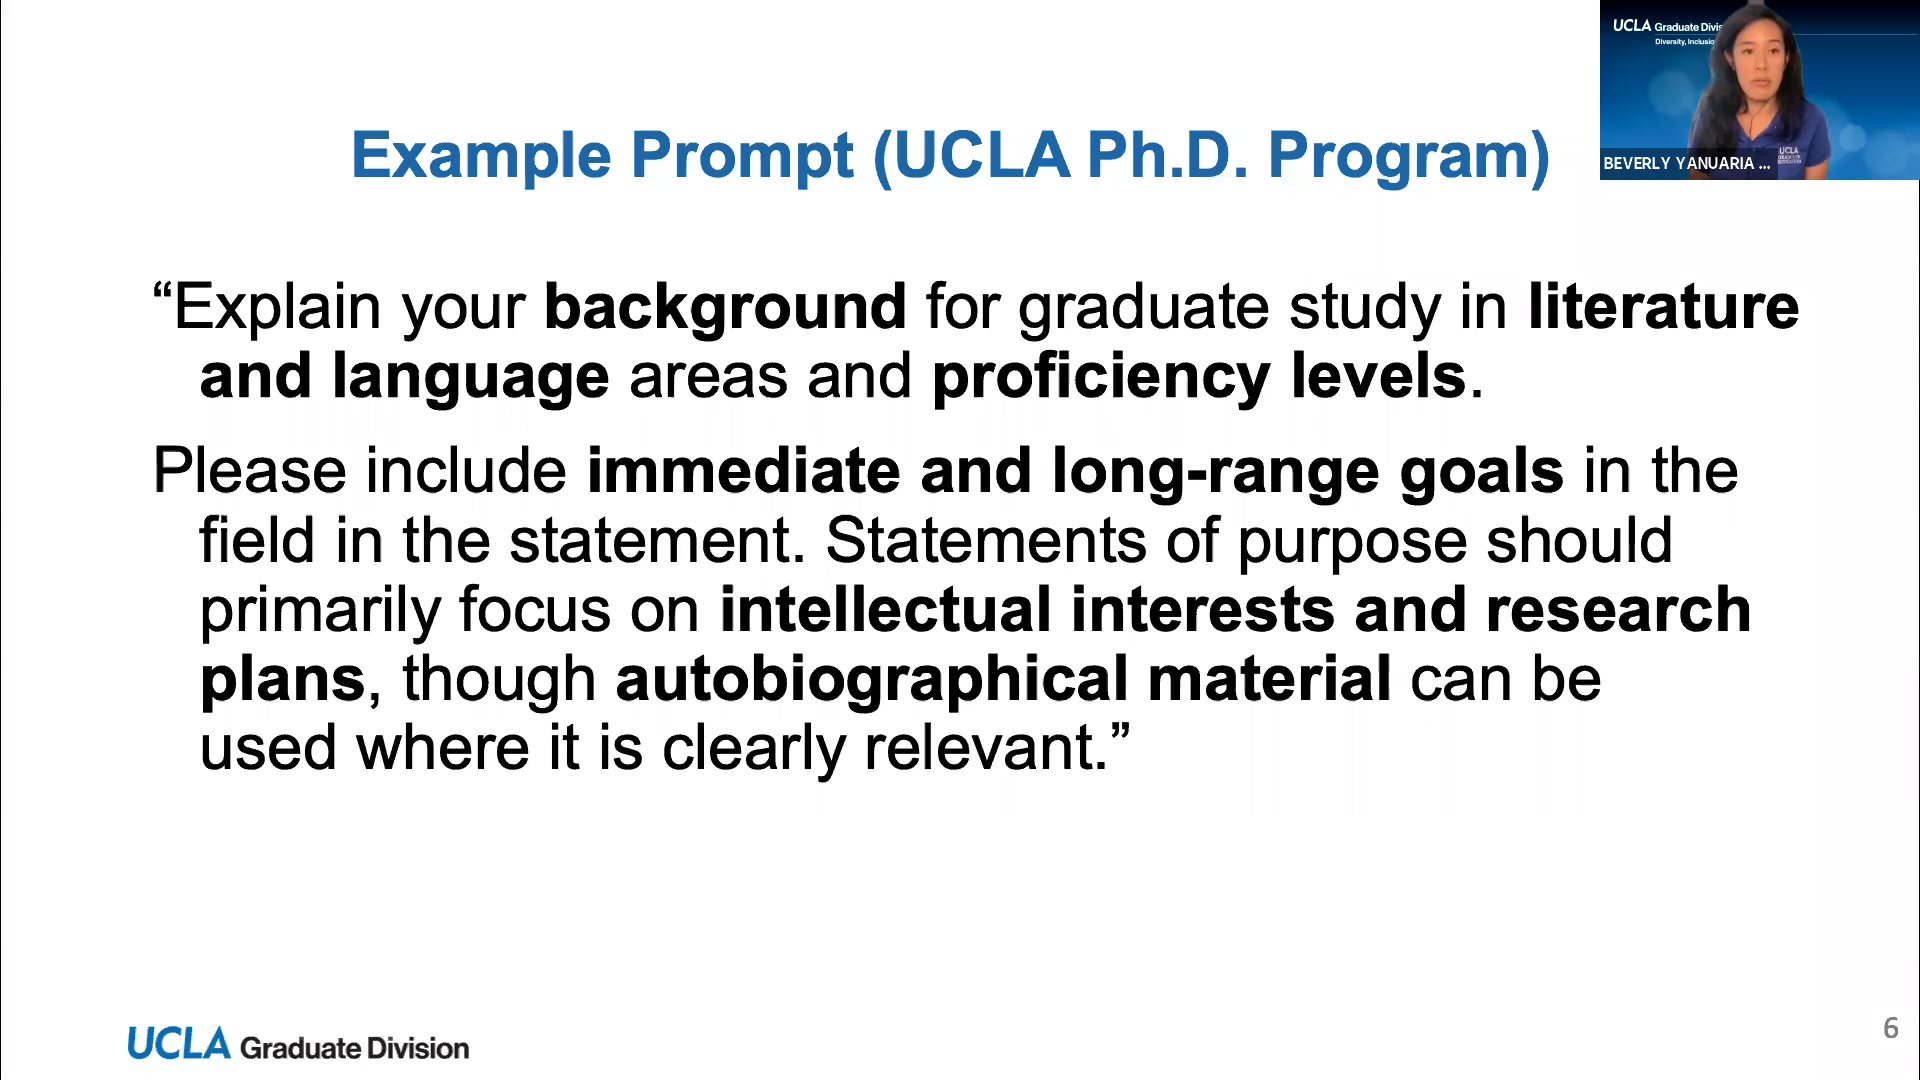 UCLA Graduate Divis
Diversity, Inclusio
BEVERLY YANUARIA ...
UCLA
Example Prompt (UCLA Ph.D. Program)
“Explain your background for graduate study in literature
and language areas and proficiency levels.
Please include immediate and long-range goals in the
field in the statement. Statements of purpose should
primarily focus on intellectual interests and research
plans, though autobiographical material can be
used where it is clearly relevant.”
UCLA Graduate Division
6